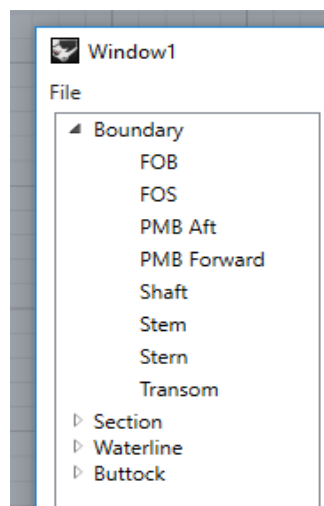 Window1
File
Boundary
FOB
FOS
PMB Aft
PMB Forward
Shaft
Stem
Stern
Transom
Section
Waterline
Buttock